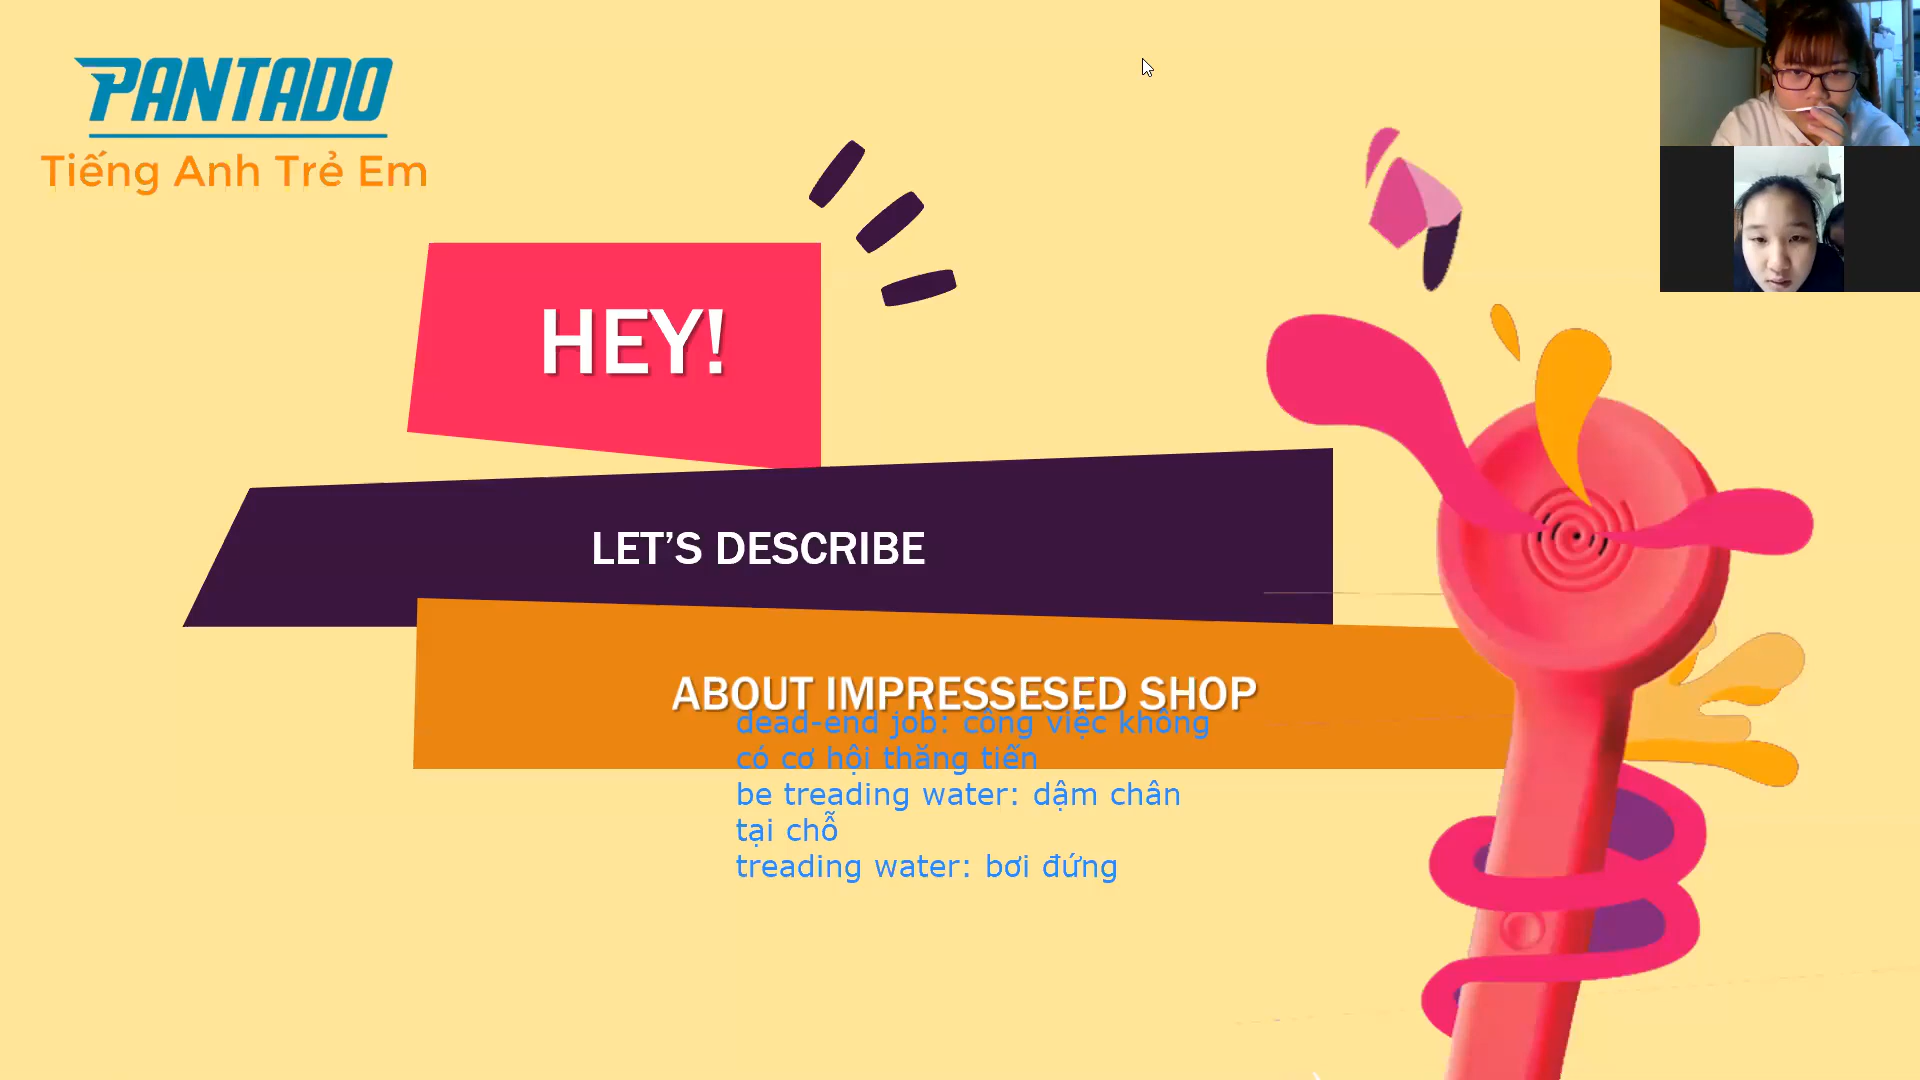 PANTADO
Tiếng Anh Trẻ Em
HEY!
LET'S DESCRIBE
ABOUT IMPRESSESED SHOP
dead-end job: công việc không
có cơ hội thăng tiến
be treading water: dậm chân
tại chỗ
treading water: bơi đứng